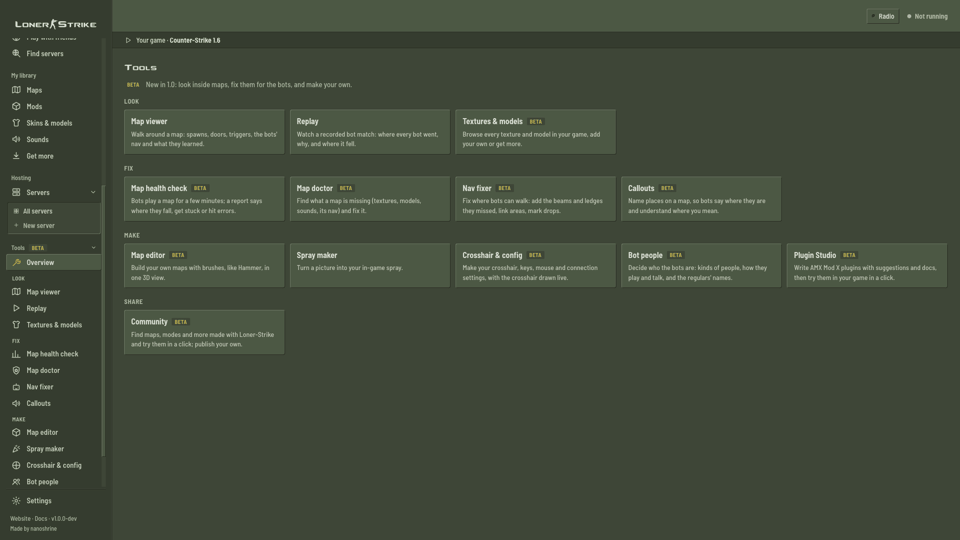 Loner Strike
Play with friends
Find servers
My library
Maps
Mods
Skins & models
Sounds
Get more
Hosting
Servers
All servers
+ New server
Tools BETA
Overview
LOOK
Map viewer
Replay
Textures & models
FIX
Map health check
Map doctor
Nav fixer
Callouts
MAKE
Map editor
Spray maker
Crosshair & config
Bot people
Settings
Website · Docs · v1.0.0-dev
Made by nanoshrine
Radio
Not running
Your game · Counter-Strike 1.6
Tools
BETA New in 1.0: look inside maps, fix them for the bots, and make your own.
LOOK
Map viewer
Walk around a map: spawns, doors, triggers, the bots'
nav and what they learned.
Replay
Watch a recorded bot match: where every bot went,
why, and where it fell.
Textures & models BETA
Browse every texture and model in your game, add
your own or get more.
FIX
Map health check BETA
Bots play a map for a few minutes; a report says
where they fall, get stuck or hit errors.
Map doctor BETA
Find what a map is missing (textures, models,
sounds, its nav) and fix it.
Nav fixer BETA
Fix where bots can walk: add the beams and ledges
they missed, link areas, mark drops.
Callouts BETA
Name places on a map, so bots say where they are
and understand where you mean.
MAKE
Map editor BETA
Build your own maps with brushes, like Hammer, in
one 3D view.
Spray maker
Turn a picture into your in-game spray.
Crosshair & config BETA
Make your crosshair, keys, mouse and connection
settings, with the crosshair drawn live.
Bot people BETA
Decide who the bots are: kinds of people, how they
play and talk, and the regulars' names.
Plugin Studio BETA
Write AMX Mod X plugins with suggestions and docs,
then try them in your game in a click.
SHARE
Community BETA
Find maps, modes and more made with Loner-Strike
and try them in a click; publish your own.